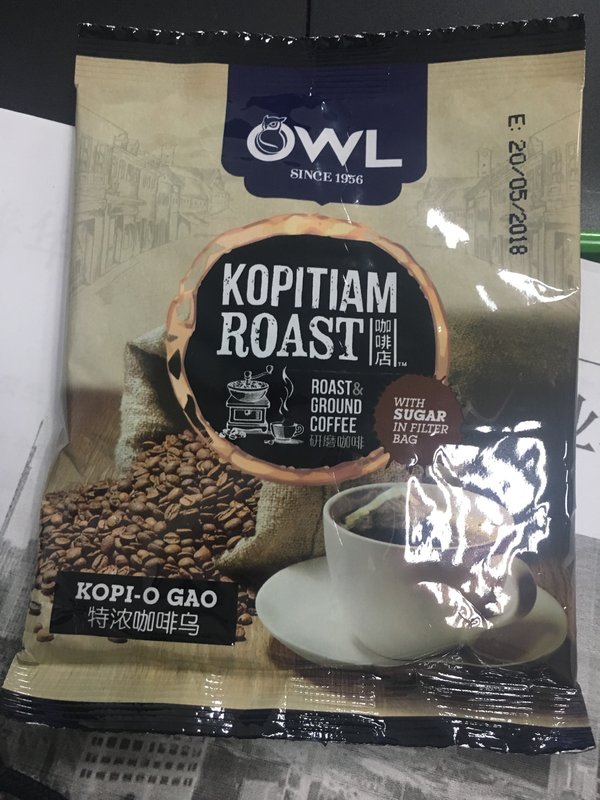 OWL
SINCE 1956
E: 20/05/2018
KOPITIAM
ROAST
咖啡店
TM
ROAST&
GROUND
COFFEE
研磨咖啡
WITH
SUGAR
IN FILTER
BAG
KOPI-O GAO
特浓咖啡乌